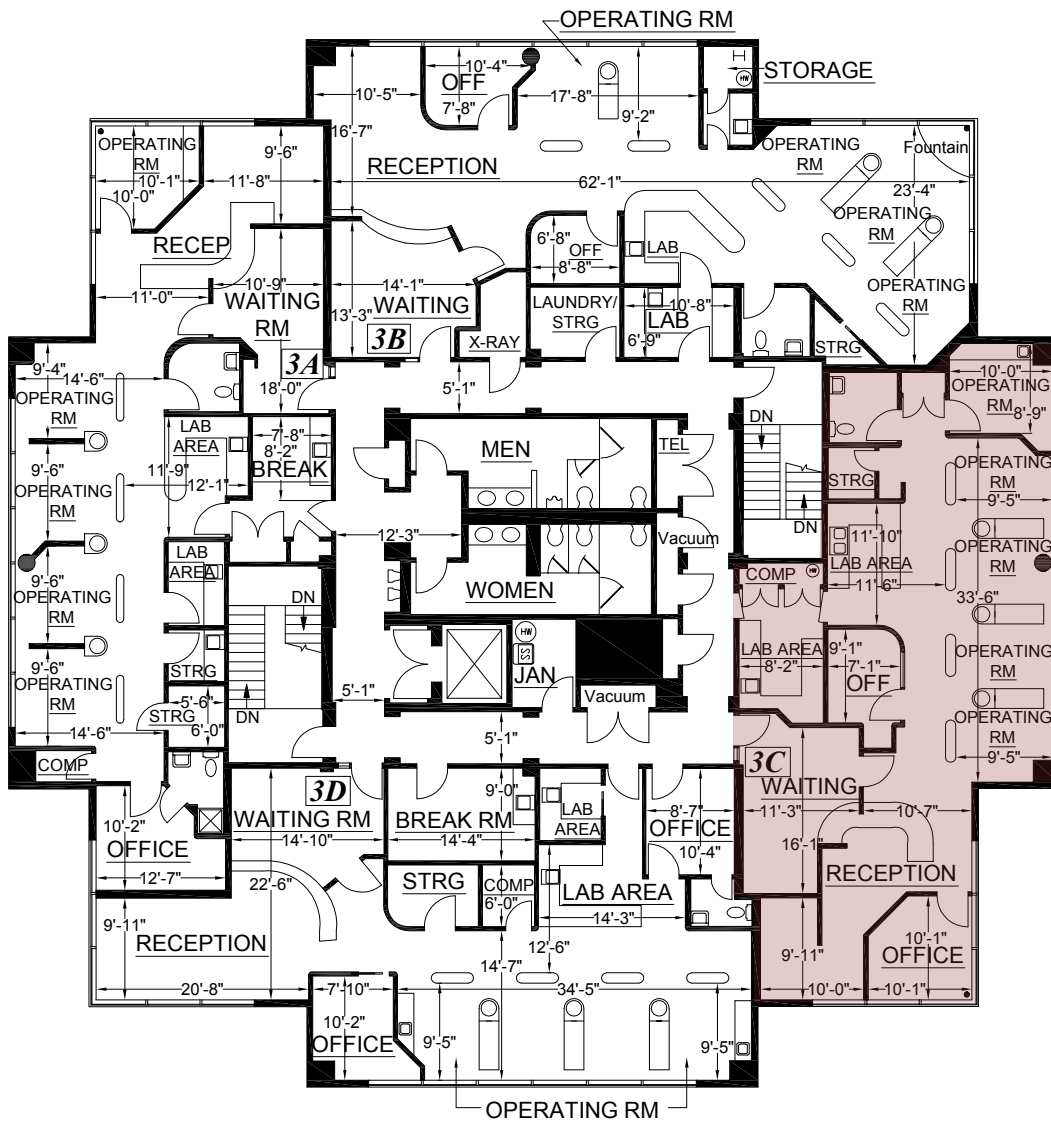 OPERATING RM
10'-4"
OFF
7'-8"
10'-5"
17'-8"
9'-2"
STORAGE
HW
16'-7"
RECEPTION
62'-1"
OPERATING
RM
Fountain
23'-4"
OPERATING
RM
OPERATING
RM
OPERATING
RM
10'-1"
10'-0"
9'-6"
11'-8"
RECEP
10'-9"
11'-0"
WAITING
RM
3A
18'-0"
6'-8"
OFF
8'-8"
LAB
14'-1"
WAITING
13'-3"
3B
X-RAY
LAUNDRY/
STRG
10'-8"
LAB
6'-9"
STRG
5'-1"
9'-4"
14'-6"
OPERATING
RM
9'-6"
OPERATING
RM
9'-6"
OPERATING
RM
9'-6"
OPERATING
RM
14'-6"
LAB
AREA
11'-9"
12'-1"
7'-8"
8'-2"
BREAK
LAB
AREA
STRG
5'-6"
STRG
6'-0"
COMP
MEN
TEL
12'-3"
Vacuum
WOMEN
DN
DN
DN
DN
HW
SS
JAN
5'-1"
Vacuum
5'-1"
10'-0"
OPERATING
RM
8'-9"
STRG
OPERATING
RM
9'-5"
11'-10"
LAB AREA
11'-6"
OPERATING
RM
33'-6"
COMP
HW
LAB AREA
8'-2"
9'-1"
7'-1"
OFF
OPERATING
RM
OPERATING
RM
9'-5"
3C
WAITING
11'-3"
10'-7"
16'-1"
RECEPTION
9'-11"
10'-1"
OFFICE
10'-0"
10'-1"
3D
WAITING RM
14'-10"
22'-6"
10'-2"
OFFICE
12'-7"
9'-11"
RECEPTION
20'-8"
9'-0"
BREAK RM
14'-4"
STRG
COMP
6'-0"
LAB
AREA
8'-7"
OFFICE
10'-4"
LAB AREA
14'-3"
12'-6"
14'-7"
7'-10"
34'-5"
10'-2"
OFFICE
9'-5"
9'-5"
OPERATING RM